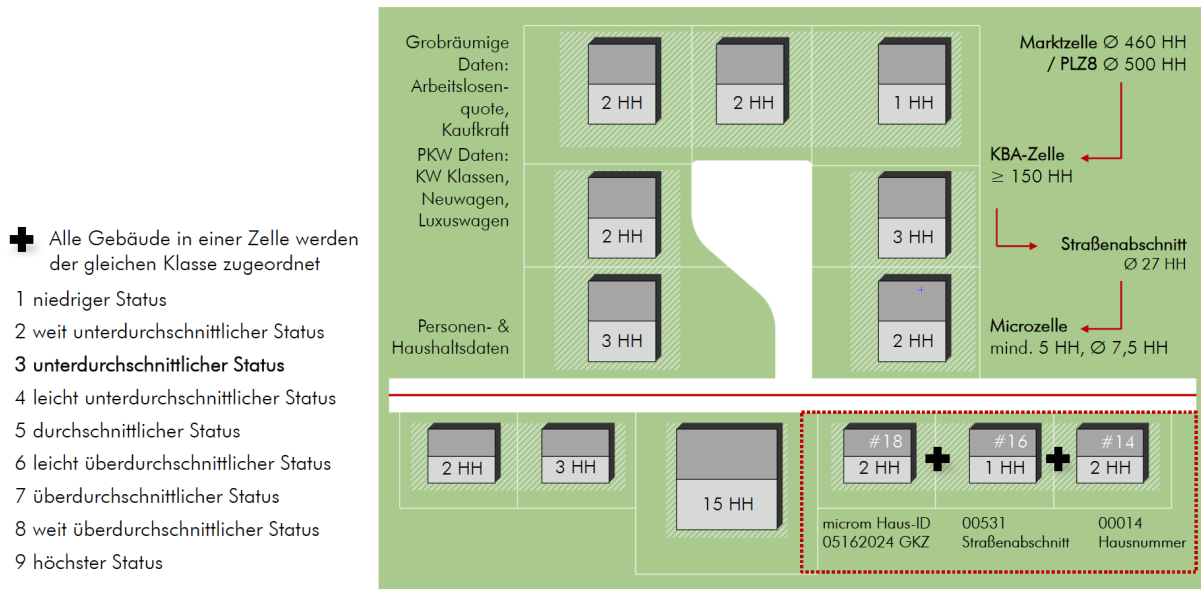 Alle Gebäude in einer Zelle werden
der gleichen Klasse zugeordnet
1 niedriger Status
2 weit unterdurchschnittlicher Status
3 unterdurchschnittlicher Status
4 leicht unterdurchschnittlicher Status
5 durchschnittlicher Status
6 leicht überdurchschnittlicher Status
7 überdurchschnittlicher Status
8 weit überdurchschnittlicher Status
9 höchster Status
Grobräumige
Daten:
Arbeitslosen-
quote,
Kaufkraft
PKW Daten:
KW Klassen,
Neuwagen,
Luxuswagen
Personen- &
Haushaltsdaten
2 HH
2 HH
1 HH
2 HH
3 HH
3 HH
2 HH
Marktzelle Ø 460 HH
/ PLZ8 Ø 500 HH
KBA-Zelle
≥ 150 HH
Straßenabschnitt
Ø 27 HH
Microzelle
mind. 5 HH, Ø 7,5 HH
2 HH
3 HH
15 HH
#18
2 HH
#16
1 HH
#14
2 HH
microm Haus-ID
05162024 GKZ
00531
Straßenabschnitt
00014
Hausnummer